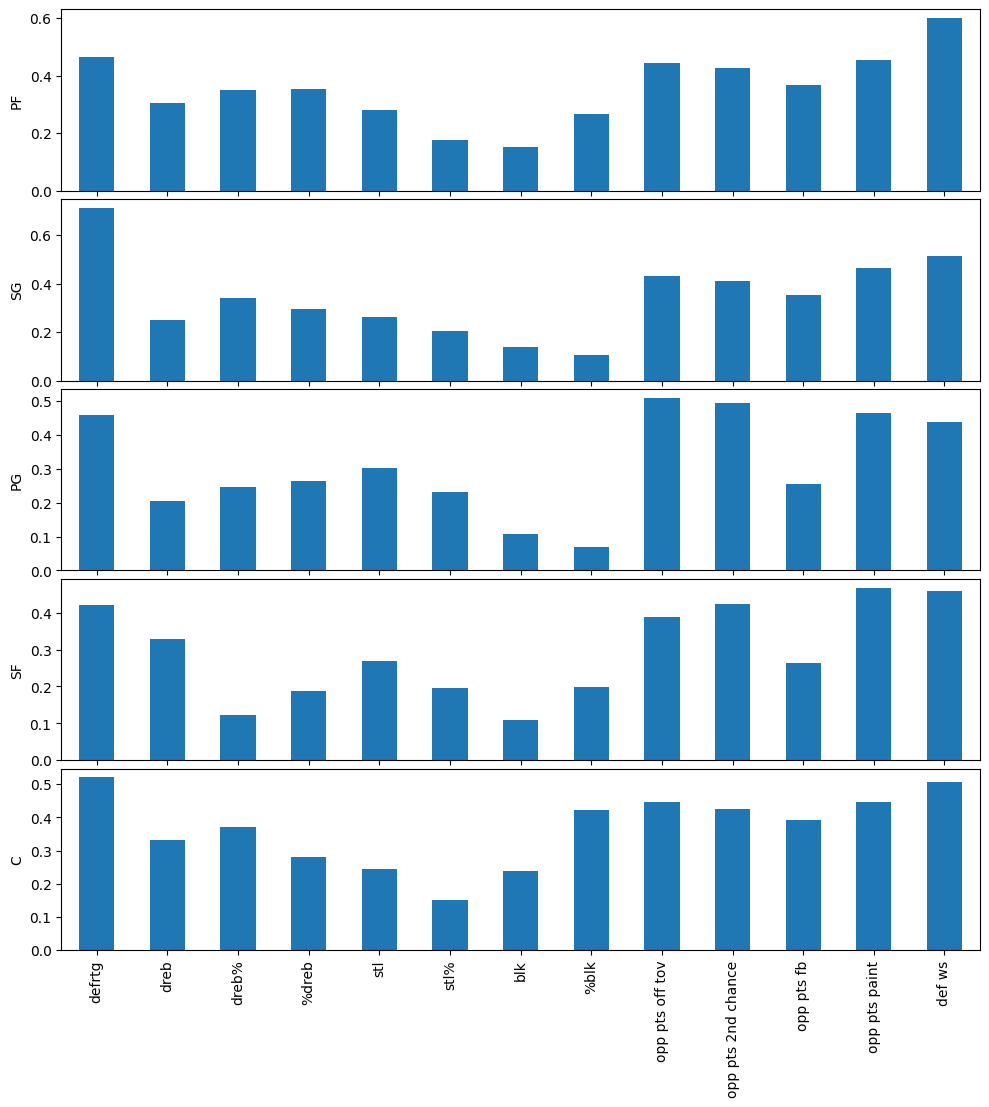 0.6
0.4
0.2
0.0
PF
0.6
0.4
0.2
0.0
SG
0.5
0.4
0.3
0.2
0.1
0.0
PG
0.4
0.3
0.2
0.1
0.0
SF
0.5
0.4
0.3
0.2
0.1
0.0
C
defrtg
dreb
dreb%
%dreb
stl
stl%
blk
%blk
opp pts off tov
opp pts 2nd chance
opp pts fb
opp pts paint
def ws